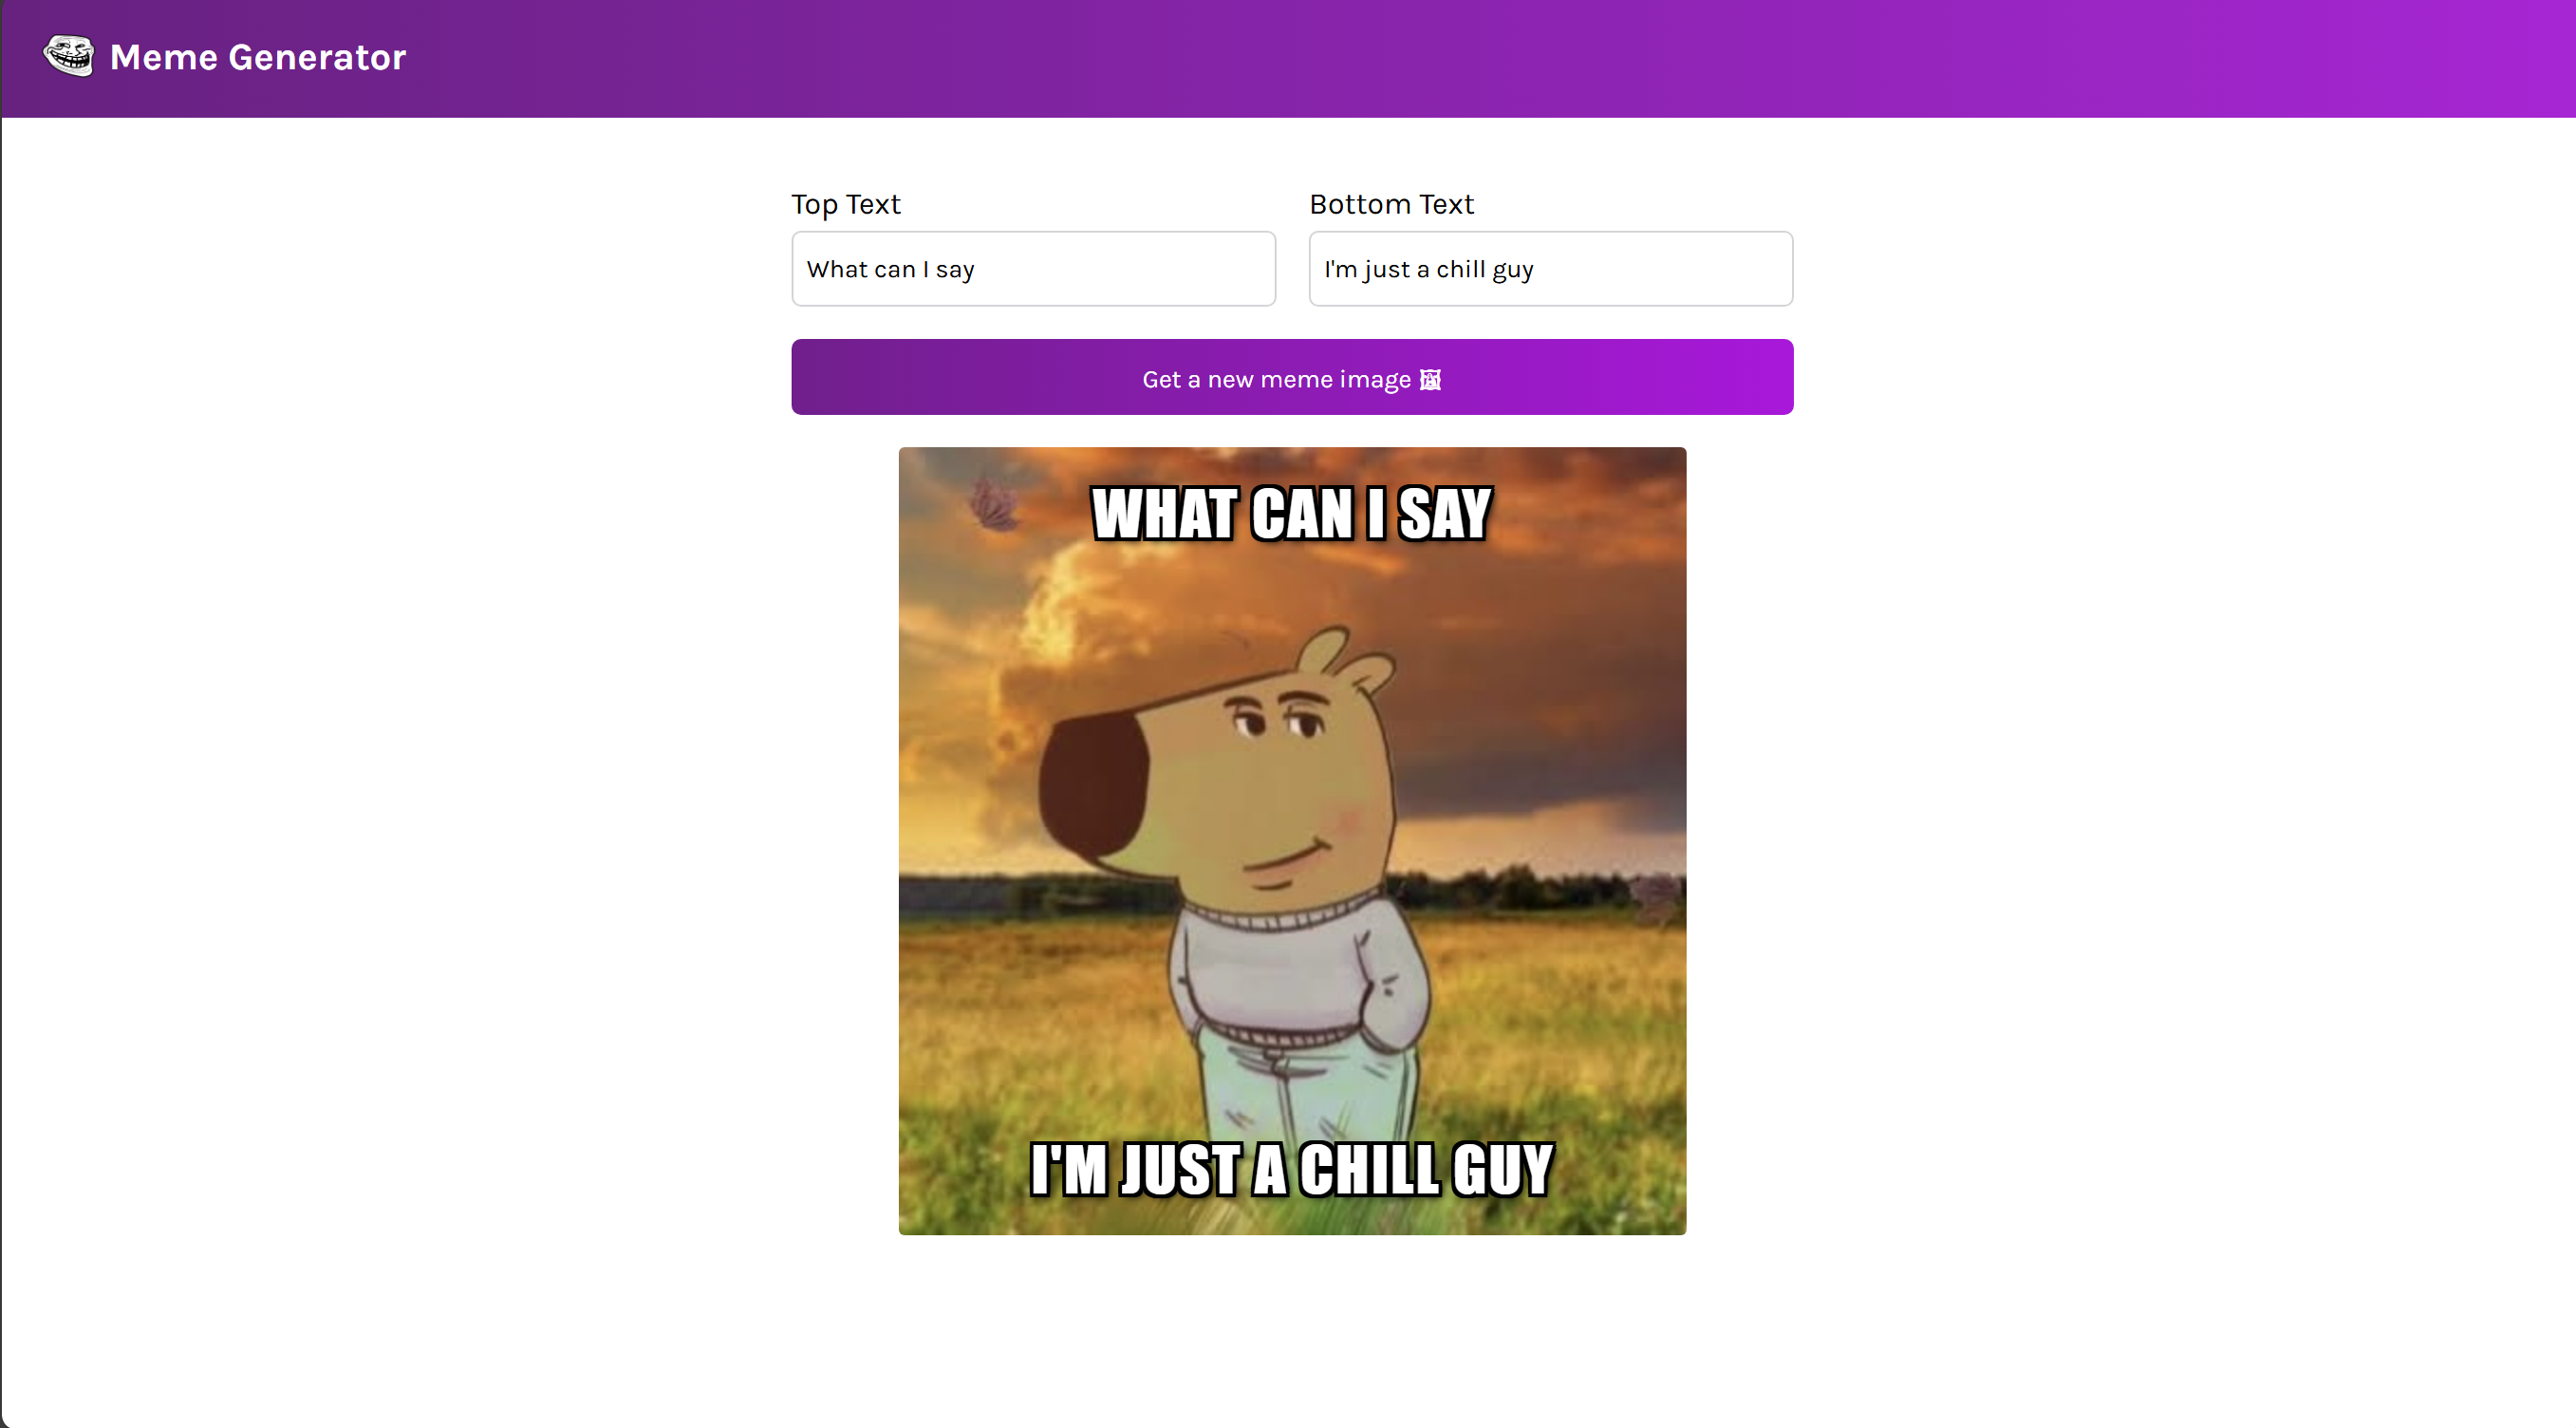 Meme Generator
Top Text
Bottom Text
What can I say
I'm just a chill guy
Get a new meme image 🖼
WHAT CAN I SAY
I'M JUST A CHILL GUY